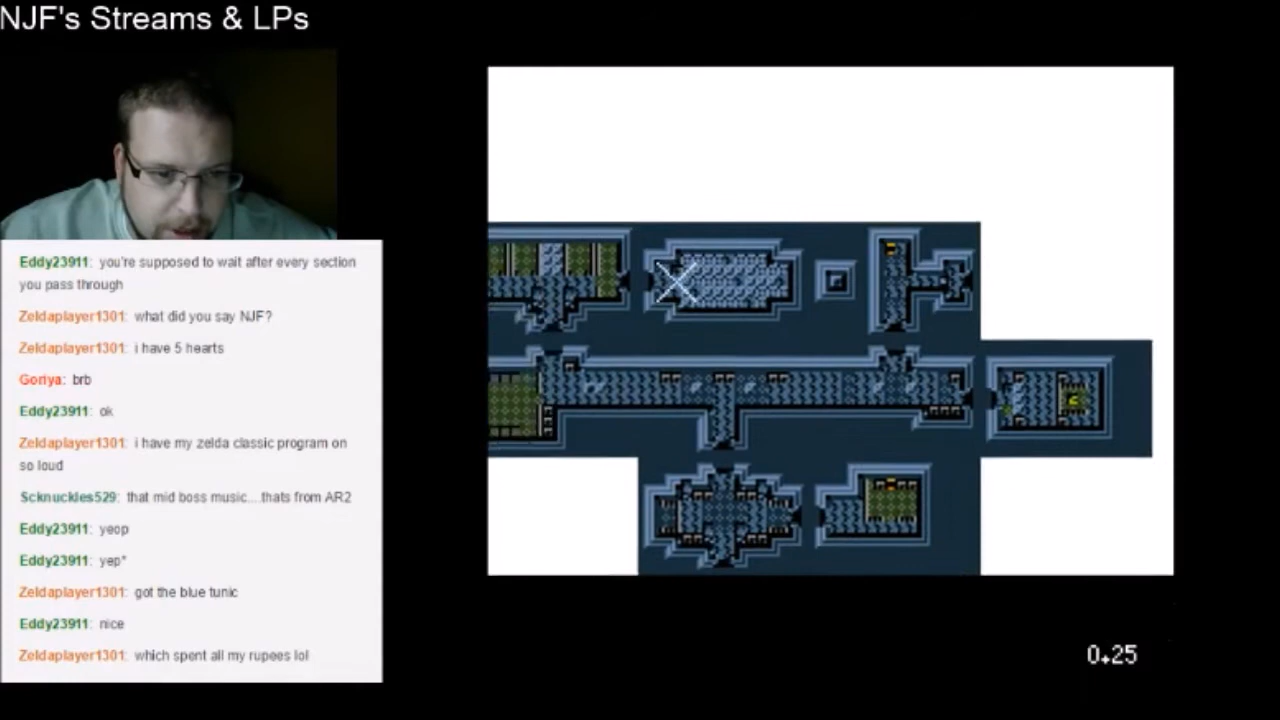 NJF's Streams & LPs
Eddy23911: you're supposed to wait after every section
you pass through
Zeldaplayer1301: what did you say NJF?
Zeldaplayer1301: i have 5 hearts
Goriya: brb
Eddy23911: ok
Zeldaplayer1301: i have my zelda classic program on
so loud
Scknuckles529: that mid boss music....thats from AR2
Eddy23911: yeop
Eddy23911: yep*
Zeldaplayer1301: got the blue tunic
Eddy23911: nice
Zeldaplayer1301: which spent all my rupees lol
0.25